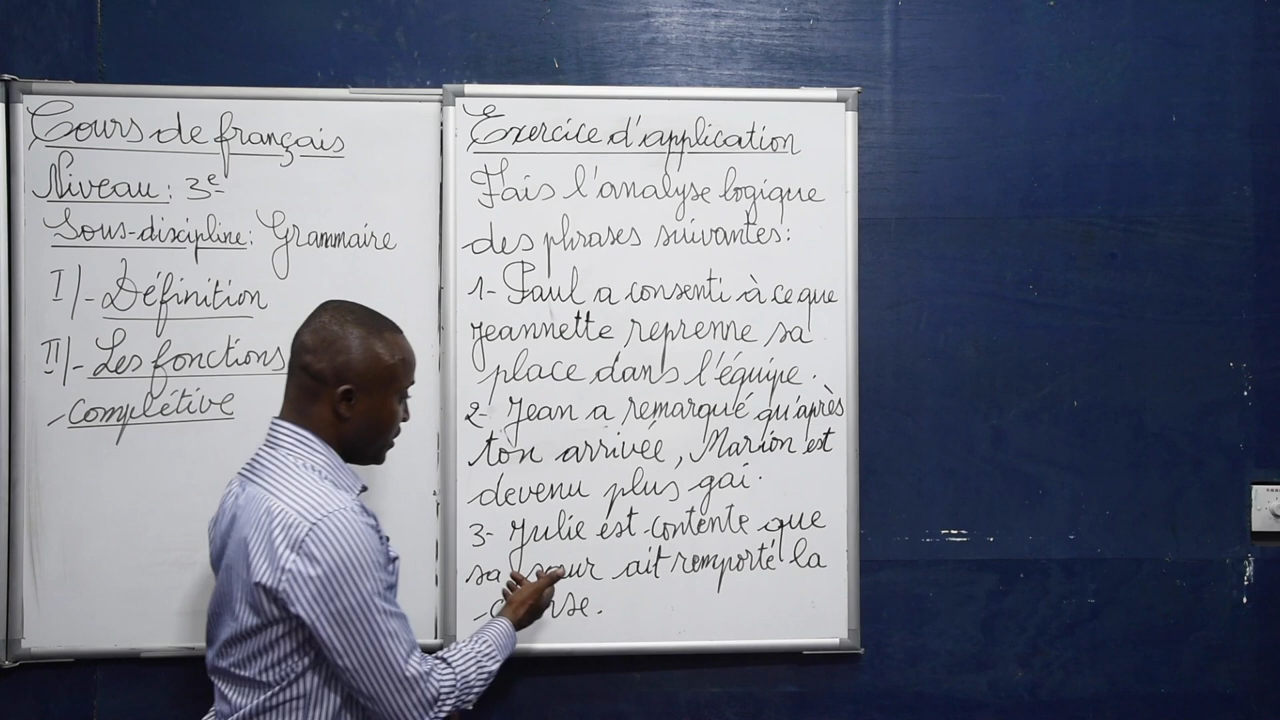 Cours de français
Niveau : 3e
Sous-discipline : Grammaire
I/- Définition
II/- Les fonctions
complétive
Exercice d'application
Fais l'analyse logique
des phrases suivantes :
1- Paul a consenti à ce que
Jeannette reprenne sa
place dans l'équipe.
2- Jean a remarqué qu'après
ton arrivée, Marion est
devenu plus gai.
3- Julie est contente que
sa sœur ait remporté la